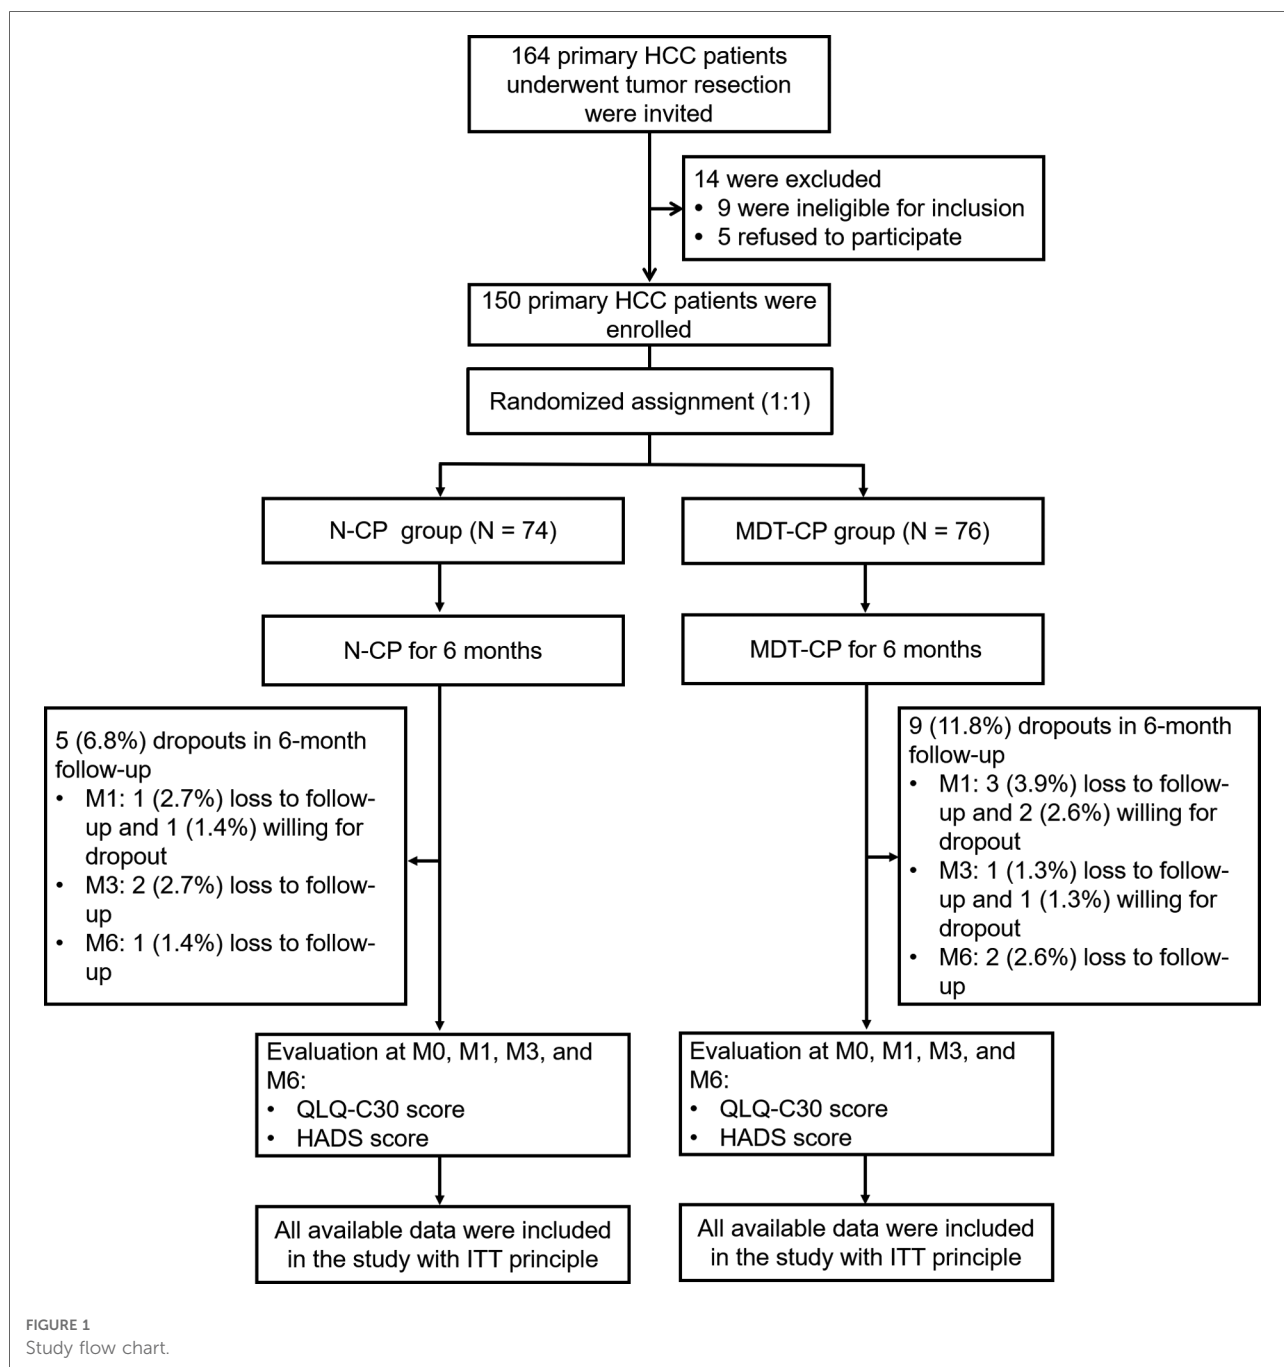 164 primary HCC patients
underwent tumor resection
were invited
14 were excluded
• 9 were ineligible for inclusion
• 5 refused to participate
150 primary HCC patients were
enrolled
Randomized assignment (1:1)
N-CP group (N = 74)
MDT-CP group (N = 76)
N-CP for 6 months
MDT-CP for 6 months
5 (6.8%) dropouts in 6-month
follow-up
• M1: 1 (2.7%) loss to follow-
up and 1 (1.4%) willing for
dropout
• M3: 2 (2.7%) loss to follow-
up
• M6: 1 (1.4%) loss to follow-
up
9 (11.8%) dropouts in 6-month
follow-up
• M1: 3 (3.9%) loss to follow-
up and 2 (2.6%) willing for
dropout
• M3: 1 (1.3%) loss to follow-
up and 1 (1.3%) willing for
dropout
• M6: 2 (2.6%) loss to follow-
up
Evaluation at M0, M1, M3, and
M6:
• QLQ-C30 score
• HADS score
Evaluation at M0, M1, M3, and
M6:
• QLQ-C30 score
• HADS score
All available data were included
in the study with ITT principle
All available data were included
in the study with ITT principle
FIGURE 1
Study flow chart.